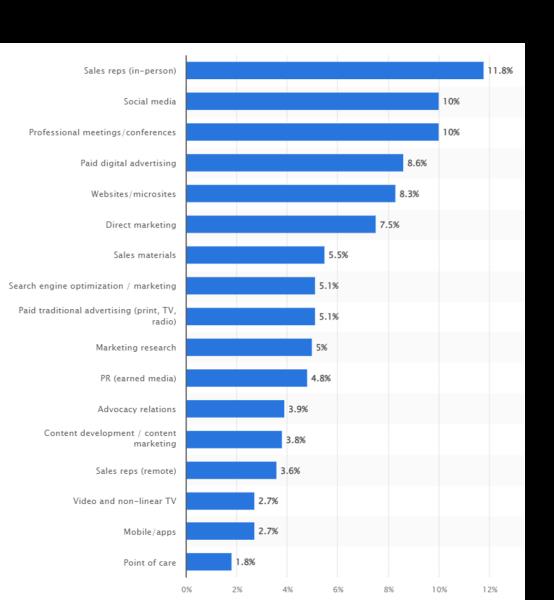 Sales reps (in-person) 11.8%
Social media 10%
Professional meetings/conferences 10%
Paid digital advertising 8.6%
Websites/microsites 8.3%
Direct marketing 7.5%
Sales materials 5.5%
Search engine optimization / marketing 5.1%
Paid traditional advertising (print, TV,
radio) 5.1%
Marketing research 5%
PR (earned media) 4.8%
Advocacy relations 3.9%
Content development / content
marketing 3.8%
Sales reps (remote) 3.6%
Video and non-linear TV 2.7%
Mobile/apps 2.7%
Point of care 1.8%
0% 2% 4% 6% 8% 10% 12%